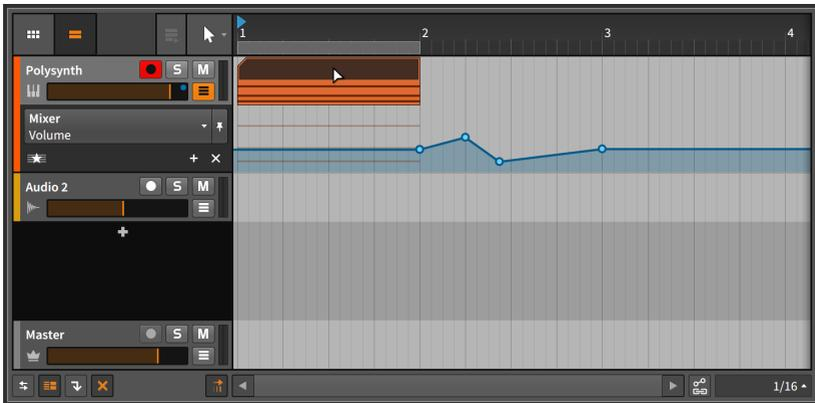 1 2 3 4
Polysynth S M
Mixer
Volume
Audio 2 S M
Master S M
1/16